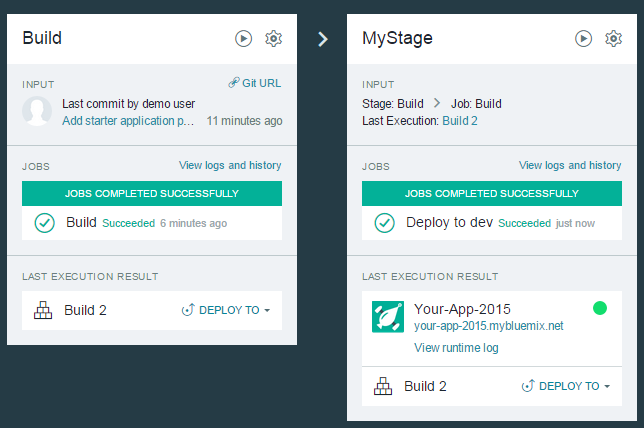 Build
INPUT
Git URL
Last commit by demo user
Add starter application p... 11 minutes ago
JOBS
View logs and history
JOBS COMPLETED SUCCESSFULLY
Build Succeeded 6 minutes ago
LAST EXECUTION RESULT
Build 2
DEPLOY TO
MyStage
INPUT
Stage: Build > Job: Build
Last Execution: Build 2
JOBS
View logs and history
JOBS COMPLETED SUCCESSFULLY
Deploy to dev Succeeded just now
LAST EXECUTION RESULT
Your-App-2015
your-app-2015.mybluemix.net
View runtime log
Build 2
DEPLOY TO